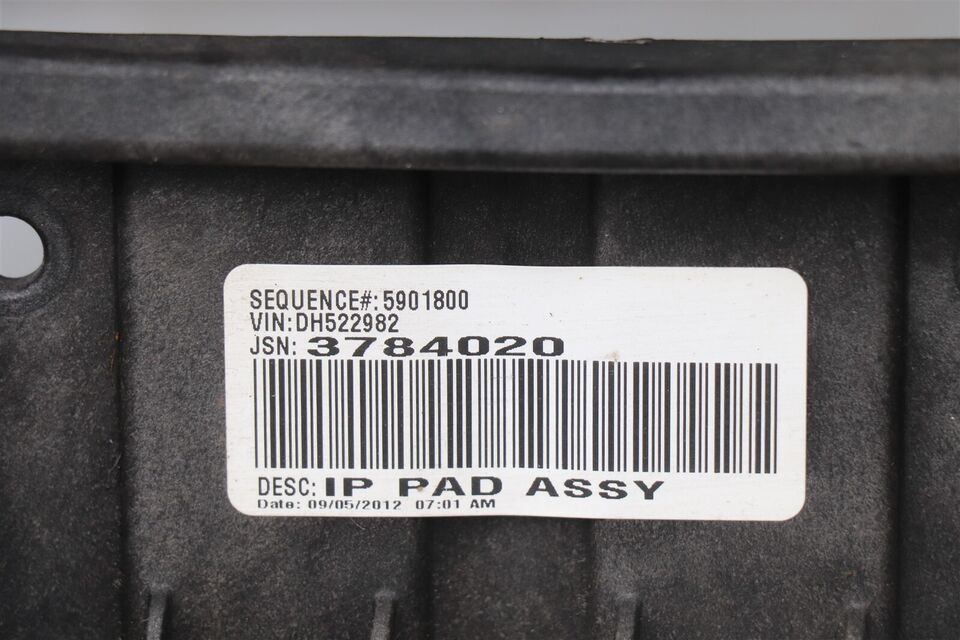 SEQUENCE#: 5901800
VIN: DH522982
JSN: 3784020
DESC: IP PAD ASSY
Date: 09/05/2012 07:01 AM